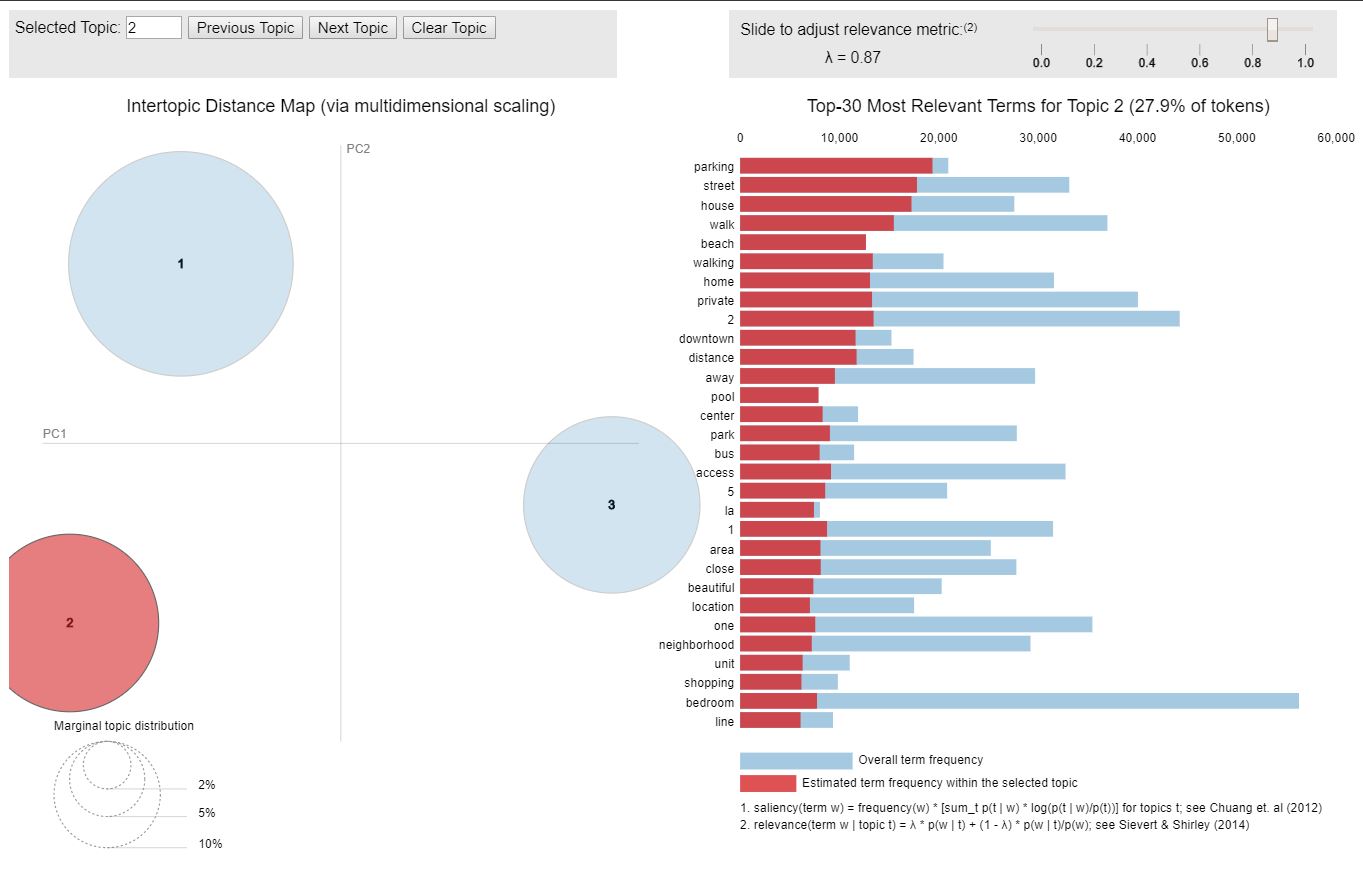 Selected Topic: 2 Previous Topic Next Topic Clear Topic
Slide to adjust relevance metric:(2)
λ = 0.87
0.0 0.2 0.4 0.6 0.8 1.0
Intertopic Distance Map (via multidimensional scaling)
PC2
1
PC1
3
2
Marginal topic distribution
2%
5%
10%
Top-30 Most Relevant Terms for Topic 2 (27.9% of tokens)
0 10,000 20,000 30,000 40,000 50,000 60,000
parking
street
house
walk
beach
walking
home
private
2
downtown
distance
away
pool
center
park
bus
access
5
la
1
area
close
beautiful
location
one
neighborhood
unit
shopping
bedroom
line
Overall term frequency
Estimated term frequency within the selected topic
1. saliency(term w) = frequency(w) * [sum_t p(t | w) * log(p(t | w)/p(t))] for topics t; see Chuang et. al (2012)
2. relevance(term w | topic t) = λ * p(w | t) + (1 - λ) * p(w | t)/p(w); see Sievert & Shirley (2014)